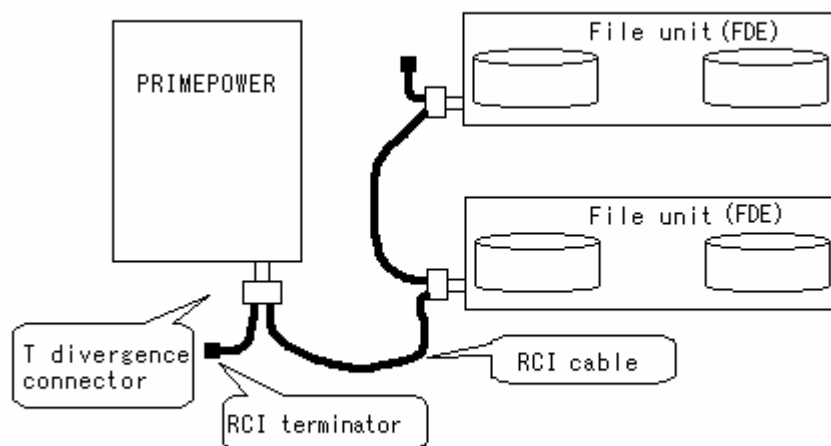 File unit (FDE)
PRIMEPOWER
File unit (FDE)
T divergence
connector
RCI cable
RCI terminator